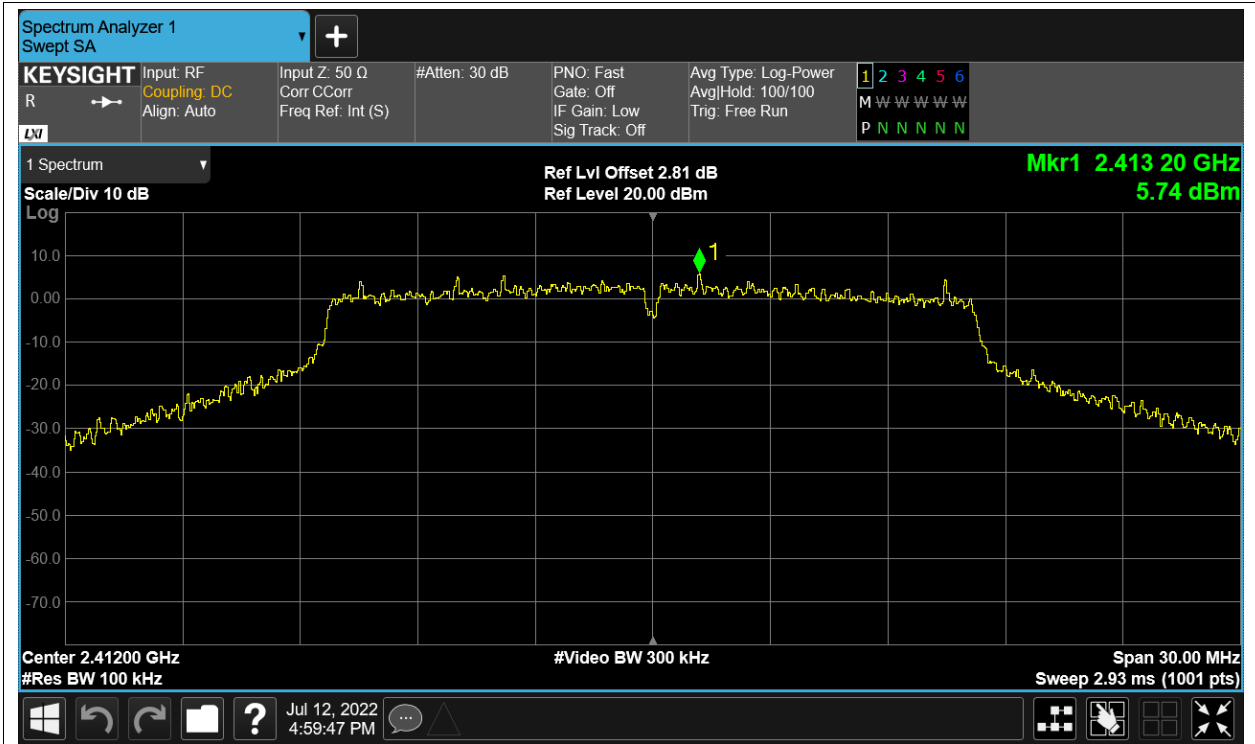 Spectrum Analyzer 1
Swept SA
+
KEYSIGHT
R
LXI
Input: RF
Coupling: DC
Align: Auto
Input Z: 50 Ω
Corr CCorr
Freq Ref: Int (S)
#Atten: 30 dB
PNO: Fast
Gate: Off
IF Gain: Low
Sig Track: Off
Avg Type: Log-Power
Avg|Hold: 100/100
Trig: Free Run
1 2 3 4 5 6
M W W W W W
P N N N N N
1 Spectrum
Scale/Div 10 dB
Log
Ref Lvl Offset 2.81 dB
Ref Level 20.00 dBm
Mkr1 2.413 20 GHz
5.74 dBm
1
10.0
0.00
-10.0
-20.0
-30.0
-40.0
-50.0
-60.0
-70.0
Center 2.41200 GHz
#Res BW 100 kHz
#Video BW 300 kHz
Span 30.00 MHz
Sweep 2.93 ms (1001 pts)
?
Jul 12, 2022
4:59:47 PM